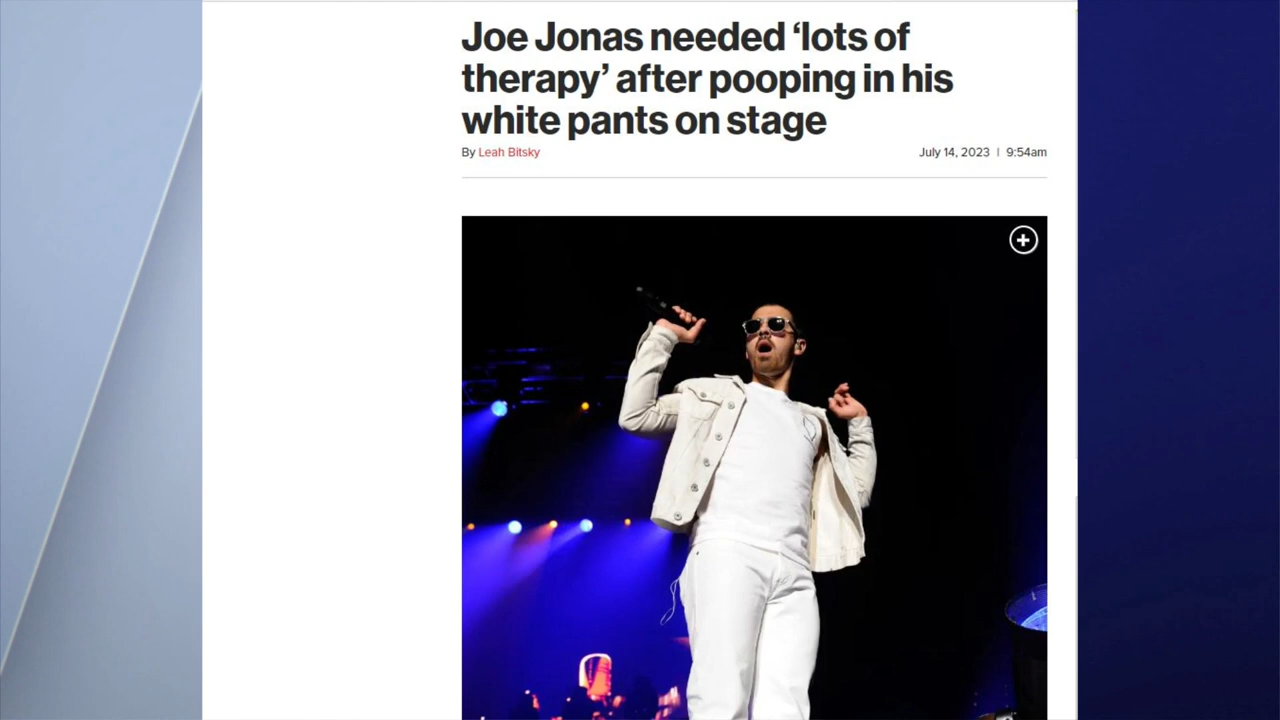 Joe Jonas needed ‘lots of
therapy’ after pooping in his
white pants on stage
By Leah Bitsky
July 14, 2023 | 9:54am